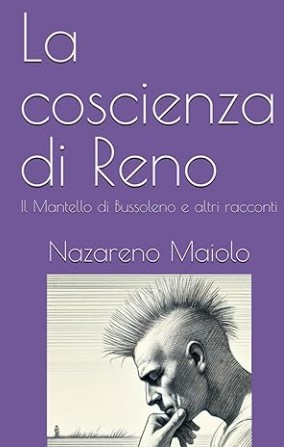 La
coscienza
di Reno
Il Mantello di Bussoleno e altri racconti
Nazareno Maiolo